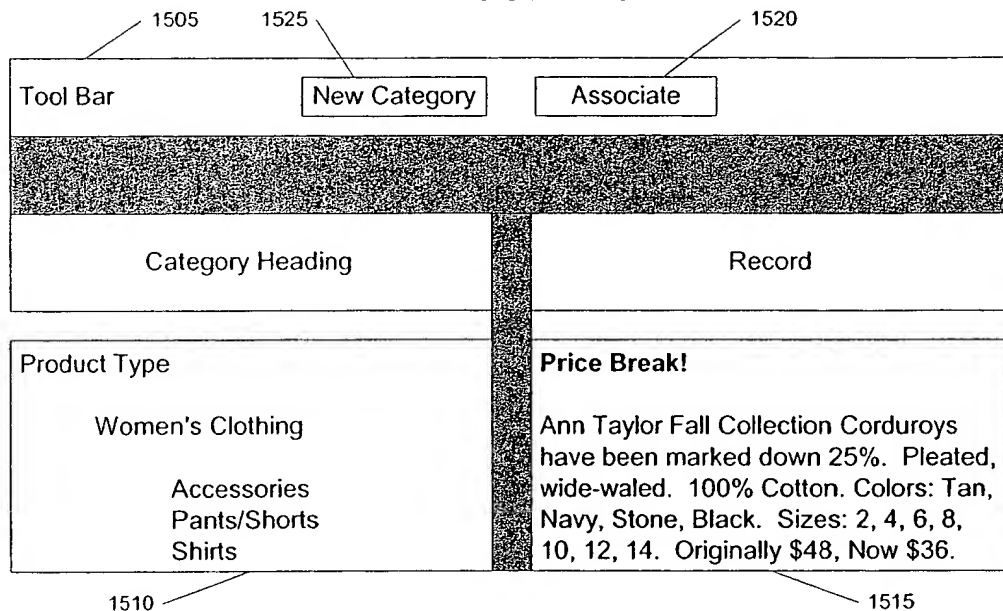 1505 1525 1520
Tool Bar New Category Associate
Category Heading Record
Product Type
Women's Clothing
Accessories
Pants/Shorts
Shirts
Price Break!
Ann Taylor Fall Collection Corduroys
have been marked down 25%. Pleated,
wide-waled. 100% Cotton. Colors: Tan,
Navy, Stone, Black. Sizes: 2, 4, 6, 8,
10, 12, 14. Originally $48, Now $36.
1510 1515